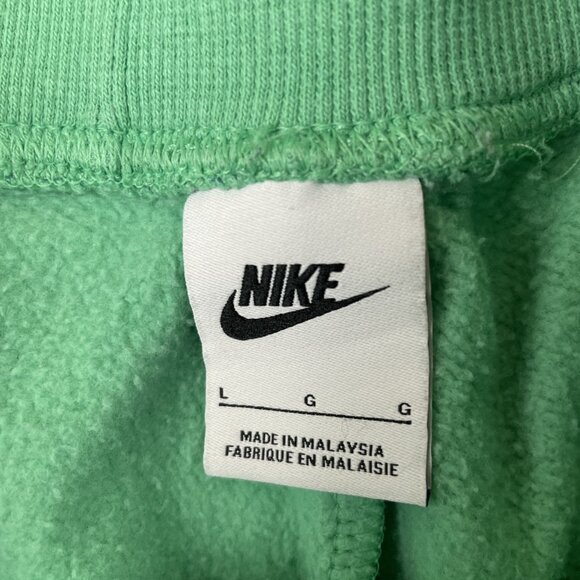 NIKE
L G G
MADE IN MALAYSIA
FABRIQUE EN MALAISIE